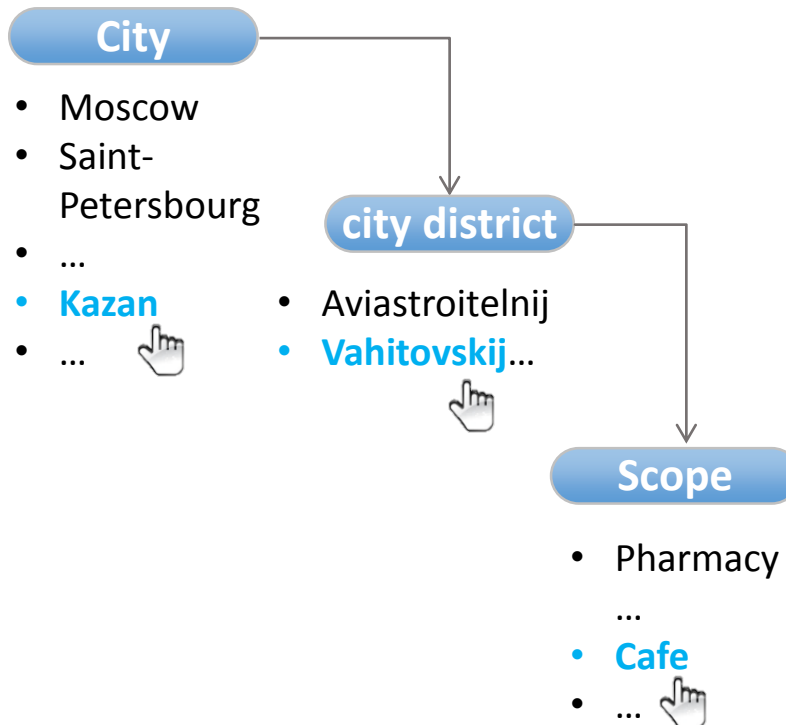 City
• Moscow
• Saint-
Petersbourg
• ...
• Kazan
• ...
city district
• Aviastroitelnij
• Vahitovskij...
Scope
• Pharmacy
...
• Cafe
• ...